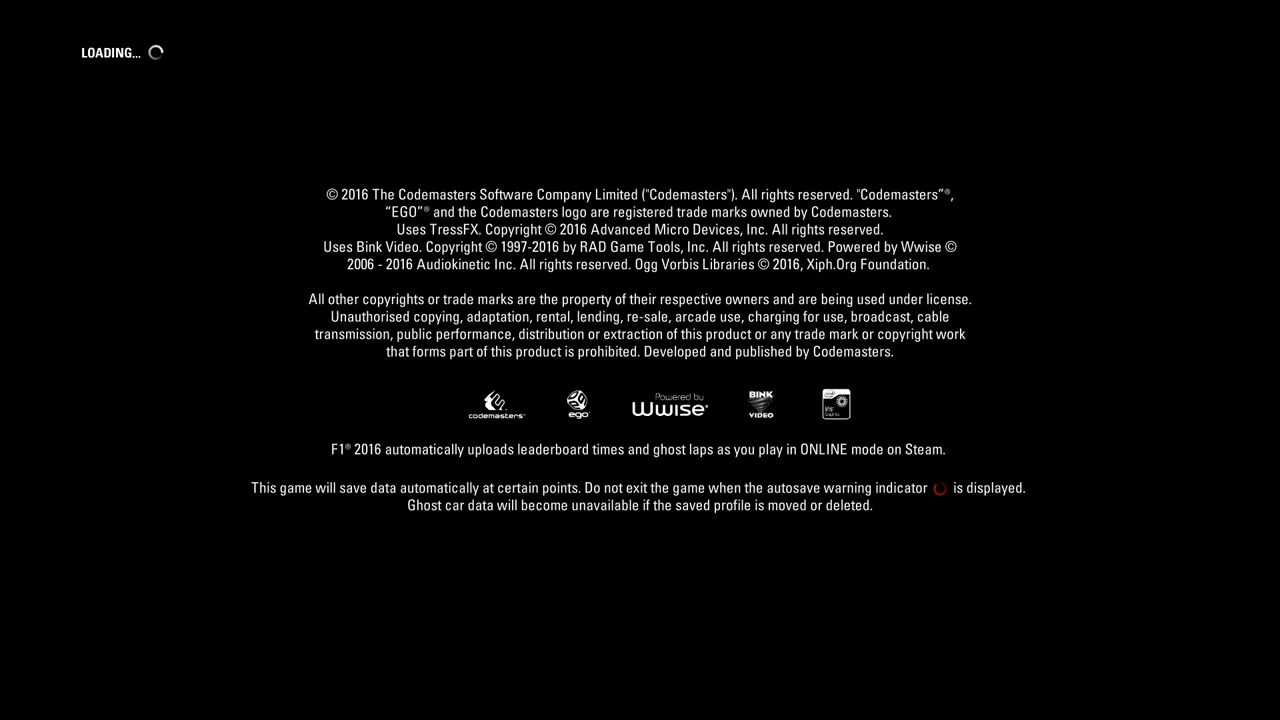 LOADING...
© 2016 The Codemasters Software Company Limited ("Codemasters"). All rights reserved. "Codemasters”®,
“EGO”® and the Codemasters logo are registered trade marks owned by Codemasters.
Uses TressFX. Copyright © 2016 Advanced Micro Devices, Inc. All rights reserved.
Uses Bink Video. Copyright © 1997-2016 by RAD Game Tools, Inc. All rights reserved. Powered by Wwise ©
2006 - 2016 Audiokinetic Inc. All rights reserved. Ogg Vorbis Libraries © 2016, Xiph.Org Foundation.
All other copyrights or trade marks are the property of their respective owners and are being used under license.
Unauthorised copying, adaptation, rental, lending, re-sale, arcade use, charging for use, broadcast, cable
transmission, public performance, distribution or extraction of this product or any trade mark or copyright work
that forms part of this product is prohibited. Developed and published by Codemasters.
codemasters
ego
Powered by
Wwise
BINK
VIDEO
intel
Iris
Graphics
F1® 2016 automatically uploads leaderboard times and ghost laps as you play in ONLINE mode on Steam.
This game will save data automatically at certain points. Do not exit the game when the autosave warning indicator is displayed.
Ghost car data will become unavailable if the saved profile is moved or deleted.